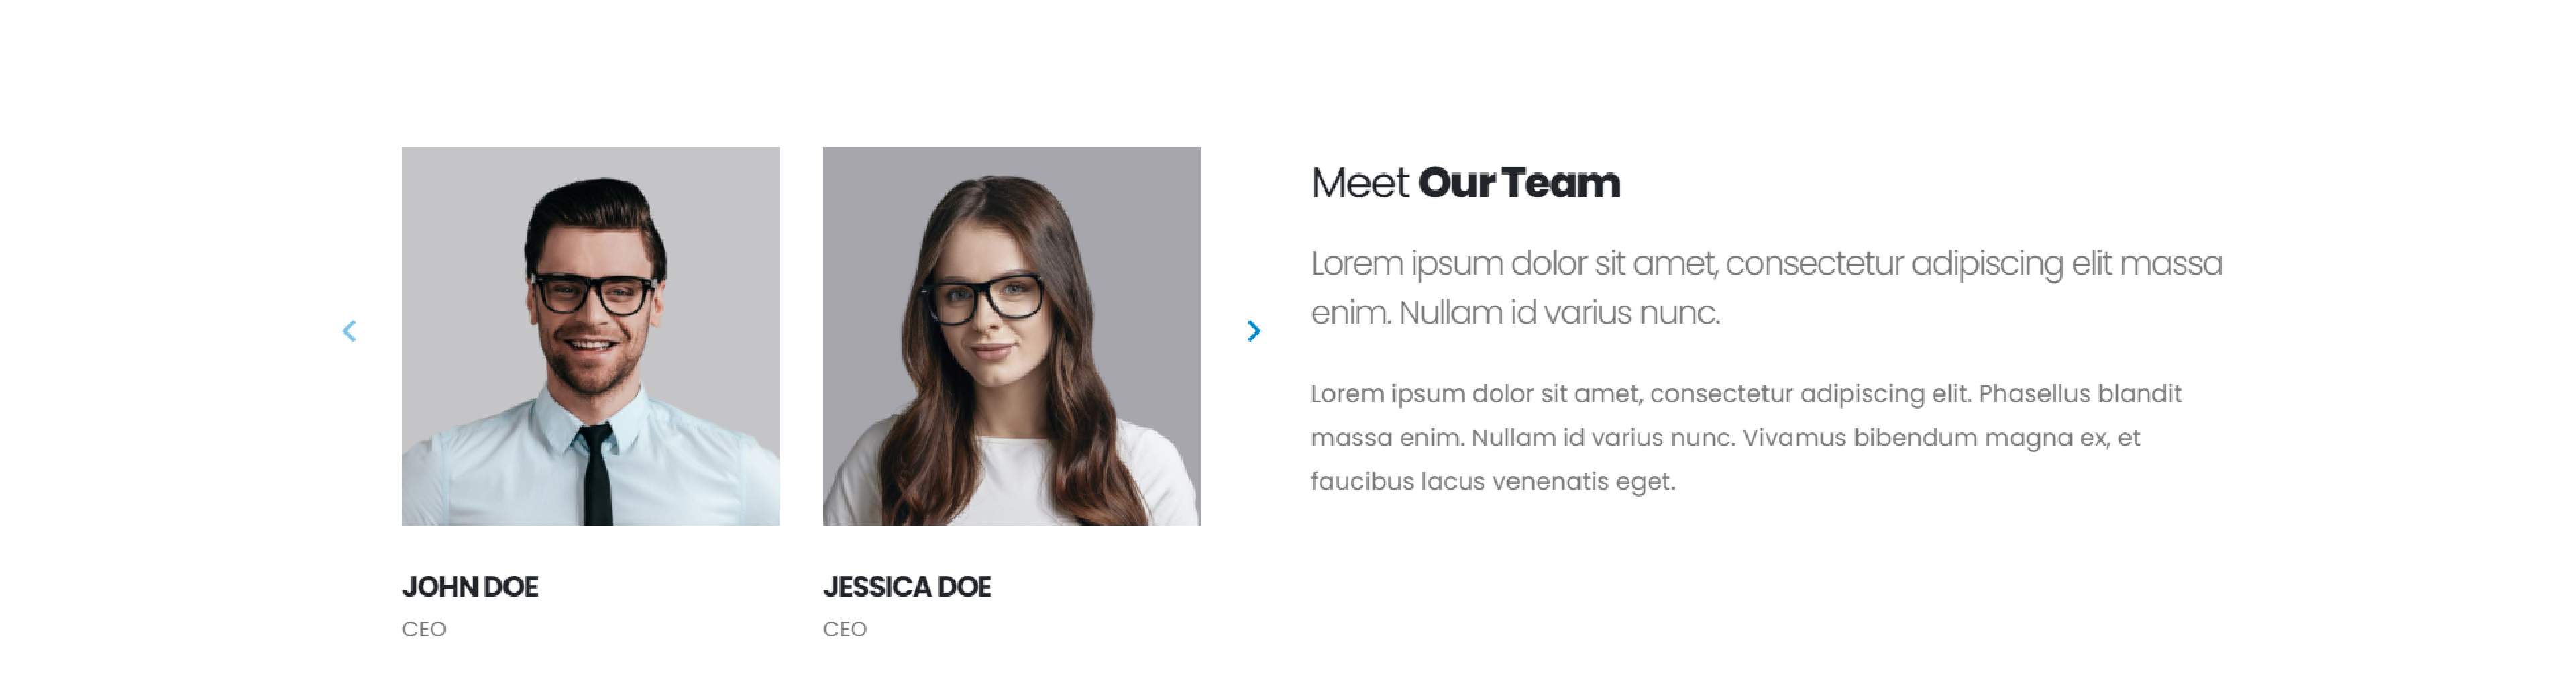 Meet Our Team
Lorem ipsum dolor sit amet, consectetur adipiscing elit massa
enim. Nullam id varius nunc.
Lorem ipsum dolor sit amet, consectetur adipiscing elit. Phasellus blandit
massa enim. Nullam id varius nunc. Vivamus bibendum magna ex, et
faucibus lacus venenatis eget.
JOHN DOE
CEO
JESSICA DOE
CEO